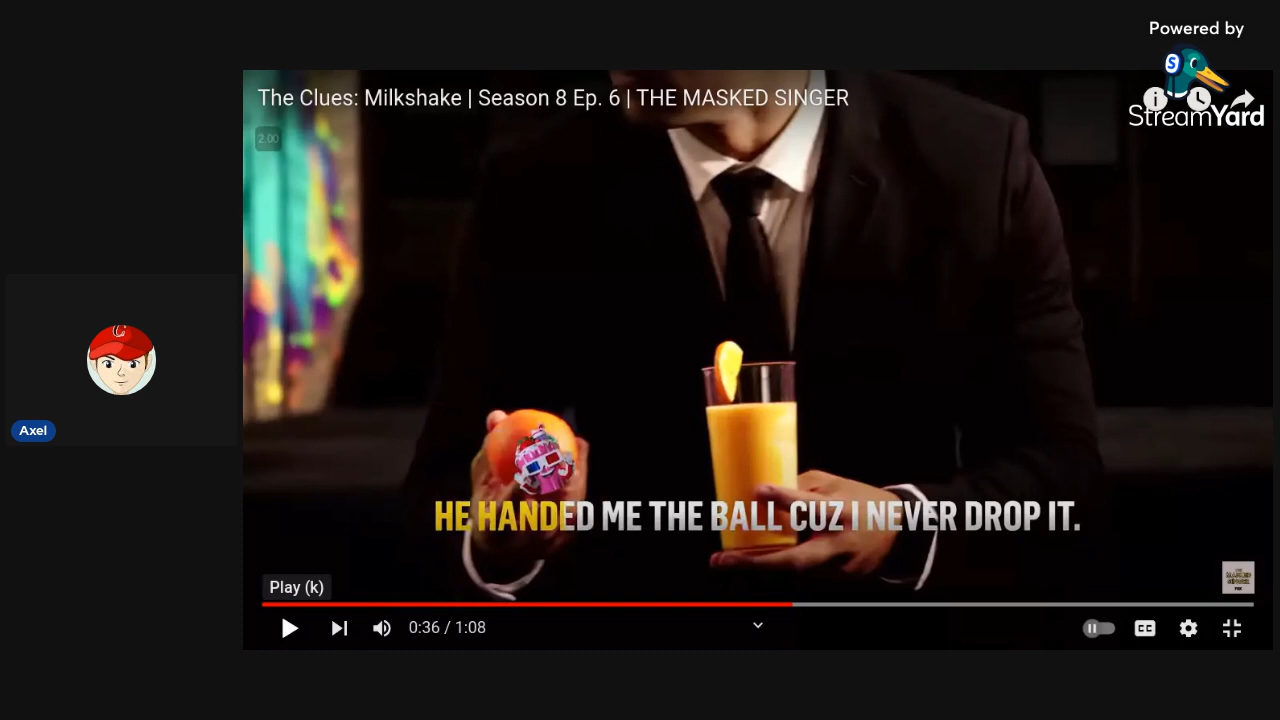 Powered by
StreamYard
S
The Clues: Milkshake | Season 8 Ep. 6 | THE MASKED SINGER
2.00
C
Axel
HE HANDED ME THE BALL CUZ I NEVER DROP IT.
Play (k)
0:36 / 1:08
CC